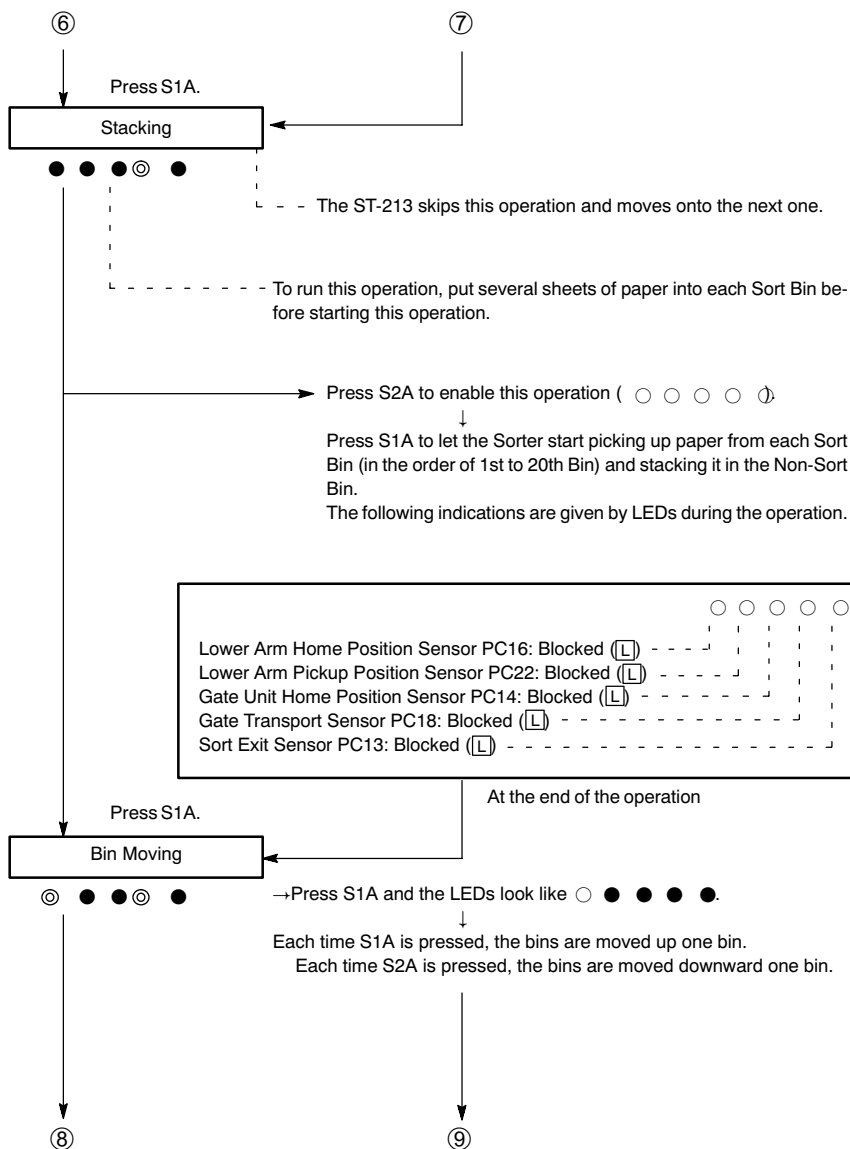 ⑥ ⑦
Press S1A.
Stacking
● ● ● ◎ ●
The ST-213 skips this operation and moves onto the next one.
To run this operation, put several sheets of paper into each Sort Bin be-
fore starting this operation.
Press S2A to enable this operation ( ○ ○ ○ ○ ○).
↓
Press S1A to let the Sorter start picking up paper from each Sort
Bin (in the order of 1st to 20th Bin) and stacking it in the Non-Sort
Bin.
The following indications are given by LEDs during the operation.
○ ○ ○ ○ ○
Lower Arm Home Position Sensor PC16: Blocked (L)
Lower Arm Pickup Position Sensor PC22: Blocked (L)
Gate Unit Home Position Sensor PC14: Blocked (L)
Gate Transport Sensor PC18: Blocked (L)
Sort Exit Sensor PC13: Blocked (L)
At the end of the operation
Press S1A.
Bin Moving
◎ ● ● ◎ ● →Press S1A and the LEDs look like ○ ● ● ● ●.
↓
Each time S1A is pressed, the bins are moved up one bin.
Each time S2A is pressed, the bins are moved downward one bin.
⑧ ⑨